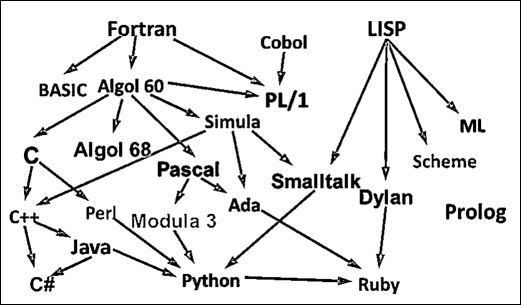 Fortran
Cobol
LISP
BASIC
Algol 60
PL/1
Simula
ML
C
Algol 68
Pascal
Scheme
Smalltalk
Dylan
C++
Perl
Modula 3
Ada
Prolog
Java
C#
Python
Ruby